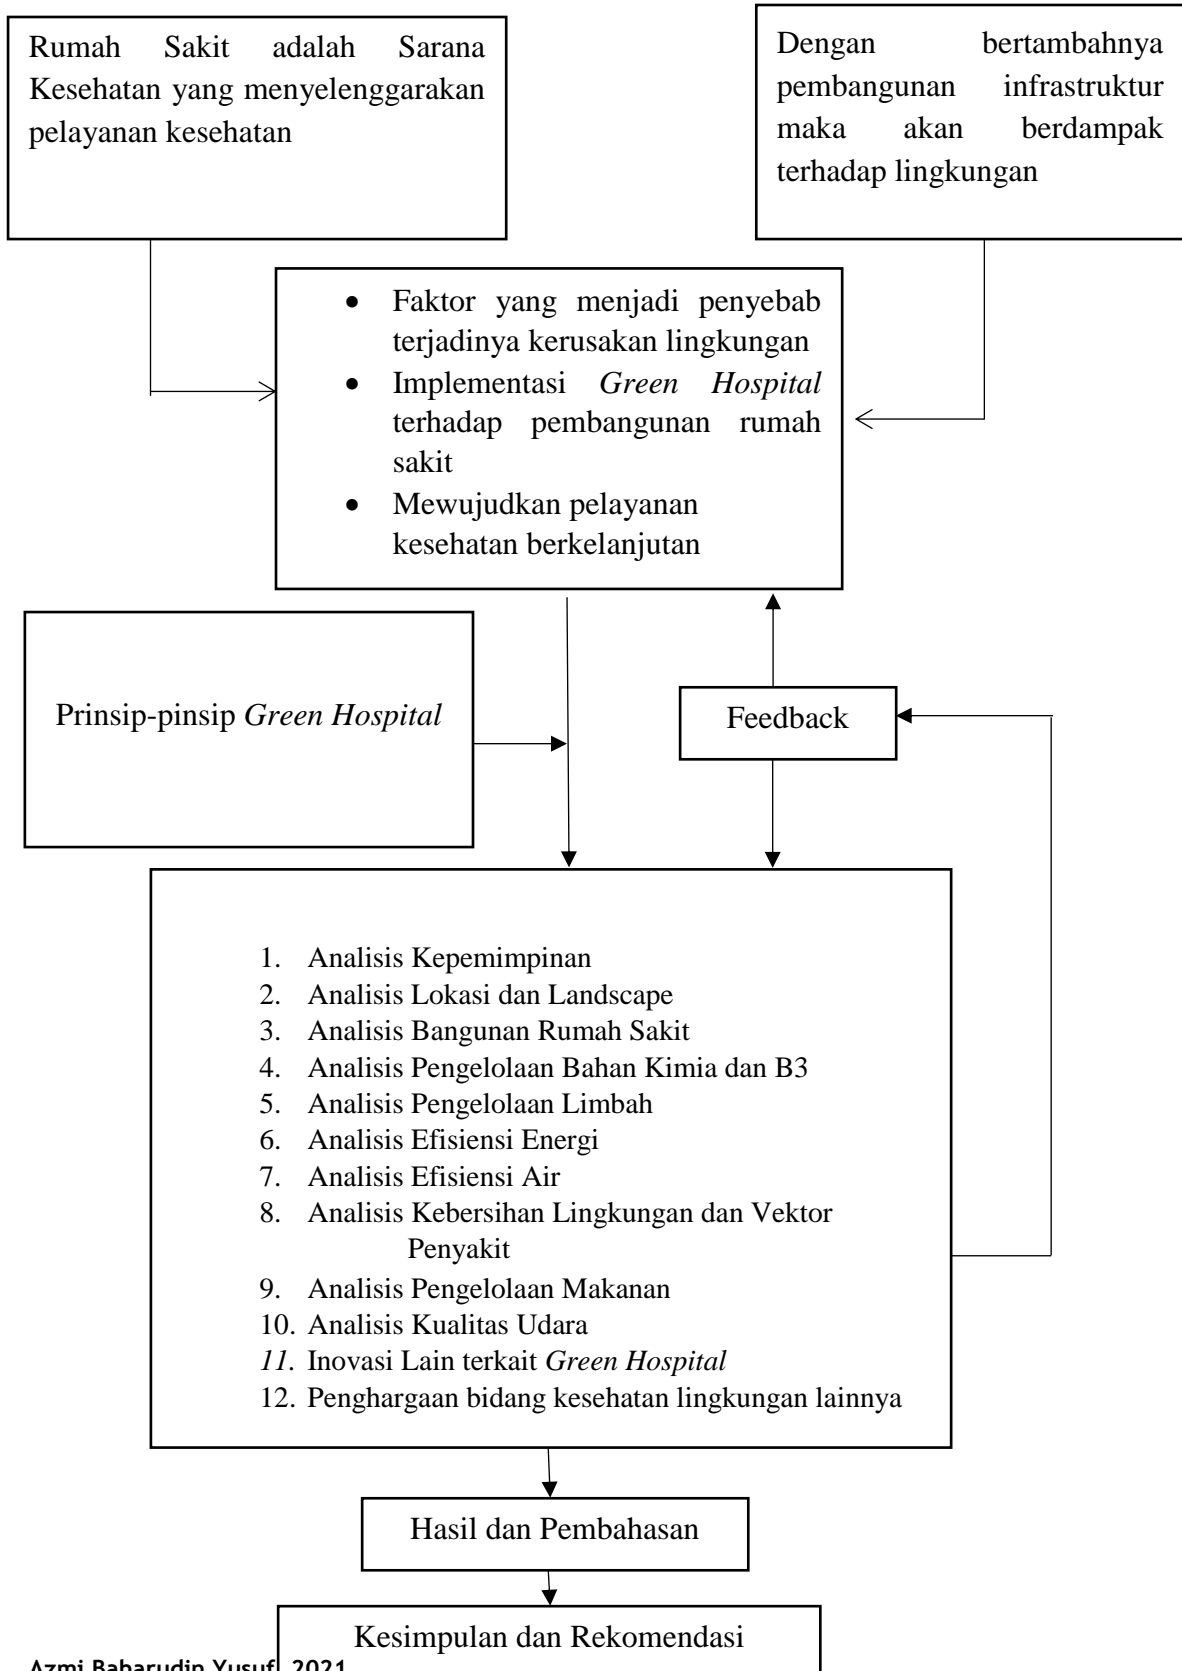 Rumah Sakit adalah Sarana
Kesehatan yang menyelenggarakan
pelayanan kesehatan
Dengan bertambahnya
pembangunan infrastruktur
maka akan berdampak
terhadap lingkungan
• Faktor yang menjadi penyebab
terjadinya kerusakan lingkungan
• Implementasi Green Hospital
terhadap pembangunan rumah
sakit
• Mewujudkan pelayanan
kesehatan berkelanjutan
Prinsip-pinsip Green Hospital
Feedback
1. Analisis Kepemimpinan
2. Analisis Lokasi dan Landscape
3. Analisis Bangunan Rumah Sakit
4. Analisis Pengelolaan Bahan Kimia dan B3
5. Analisis Pengelolaan Limbah
6. Analisis Efisiensi Energi
7. Analisis Efisiensi Air
8. Analisis Kebersihan Lingkungan dan Vektor
Penyakit
9. Analisis Pengelolaan Makanan
10. Analisis Kualitas Udara
11. Inovasi Lain terkait Green Hospital
12. Penghargaan bidang kesehatan lingkungan lainnya
Hasil dan Pembahasan
Kesimpulan dan Rekomendasi
Azmi Baharudin Yusuf, 2021